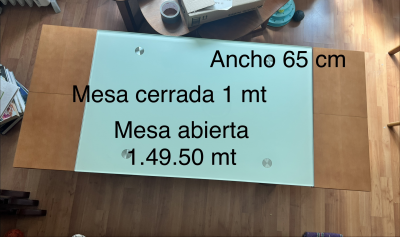 Ancho 65 cm
Mesa cerrada 1 mt
Mesa abierta
1.49.50 mt